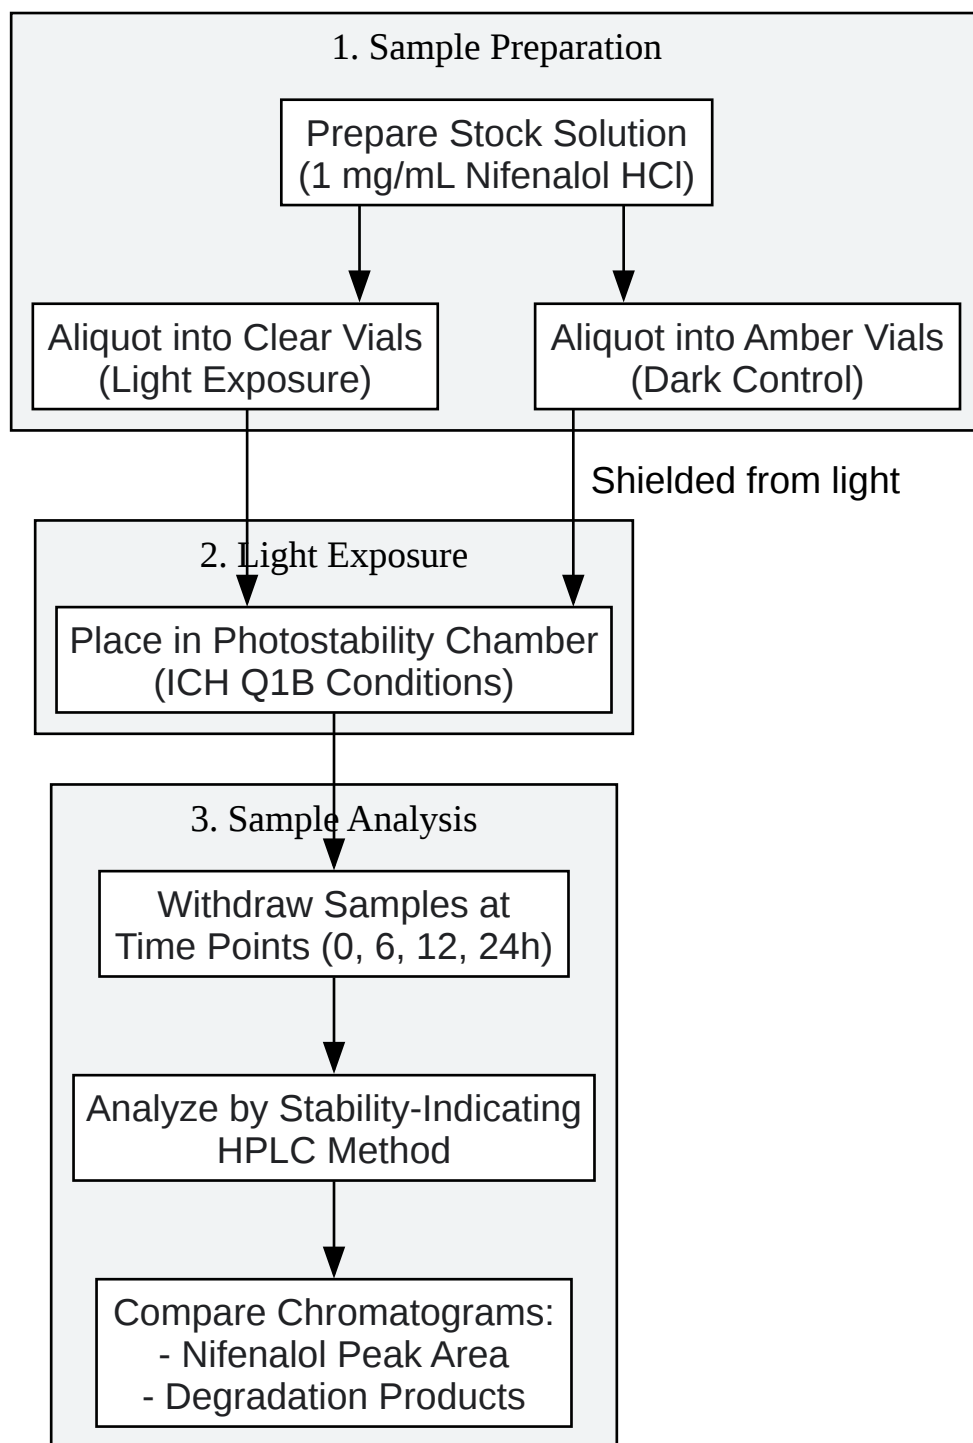 1. Sample Preparation
Prepare Stock Solution
(1 mg/mL Nifenalol HCl)
Aliquot into Clear Vials
(Light Exposure)
Aliquot into Amber Vials
(Dark Control)
Shielded from light
2. Light Exposure
Place in Photostability Chamber
(ICH Q1B Conditions)
3. Sample Analysis
Withdraw Samples at
Time Points (0, 6, 12, 24h)
Analyze by Stability-Indicating
HPLC Method
Compare Chromatograms:
- Nifenalol Peak Area
- Degradation Products